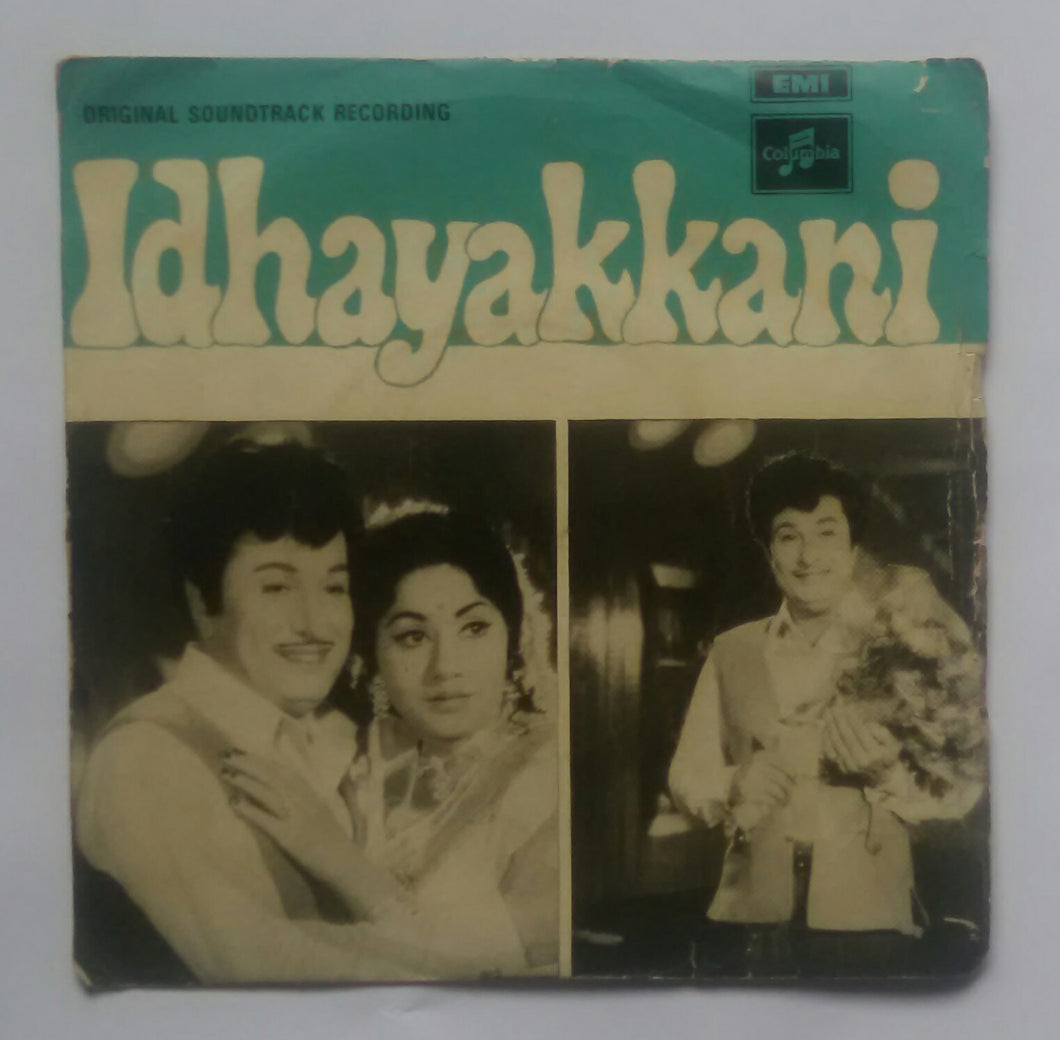 EMI
ORIGINAL SOUNDTRACK RECORDING
Columbia
Idhayakkani